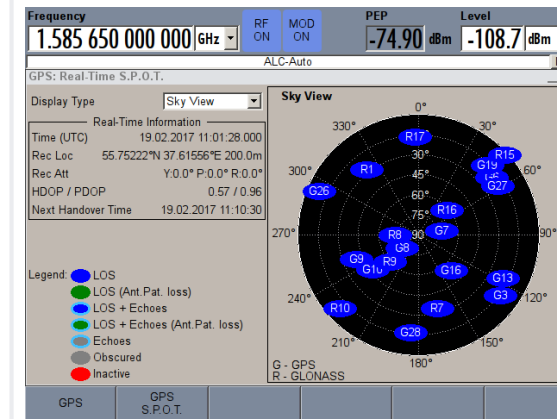 Frequency
1.585 650 000 000 GHz
RF ON
MOD ON
PEP
-74.90 dBm
Level
-108.7 dBm
ALC-Auto
GPS: Real-Time S.P.O.T.
Display Type Sky View
Real-Time Information
Time (UTC) 19.02.2017 11:01:28.000
Rec Loc 55.75222°N 37.61556°E 200.0m
Rec Att Y:0.0° P:0.0° R:0.0°
HDOP / PDOP 0.57 / 0.96
Next Handover Time 19.02.2017 11:10:30
Legend: LOS
LOS (Ant.Pat. loss)
LOS + Echoes
LOS + Echoes (Ant.Pat. loss)
Echoes
Obscured
Inactive
Sky View
0°
330° 30°
R17
R15
30°
G19
R1
300° 45° 60°
G26
G27
75° R16
270° R8 90 G7 90°
G8
G9 R9
G10 G16
G13
G3
240° 120°
R10 R7
G28
210° 150°
180°
G - GPS
R - GLONASS
GPS
GPS S.P.O.T.